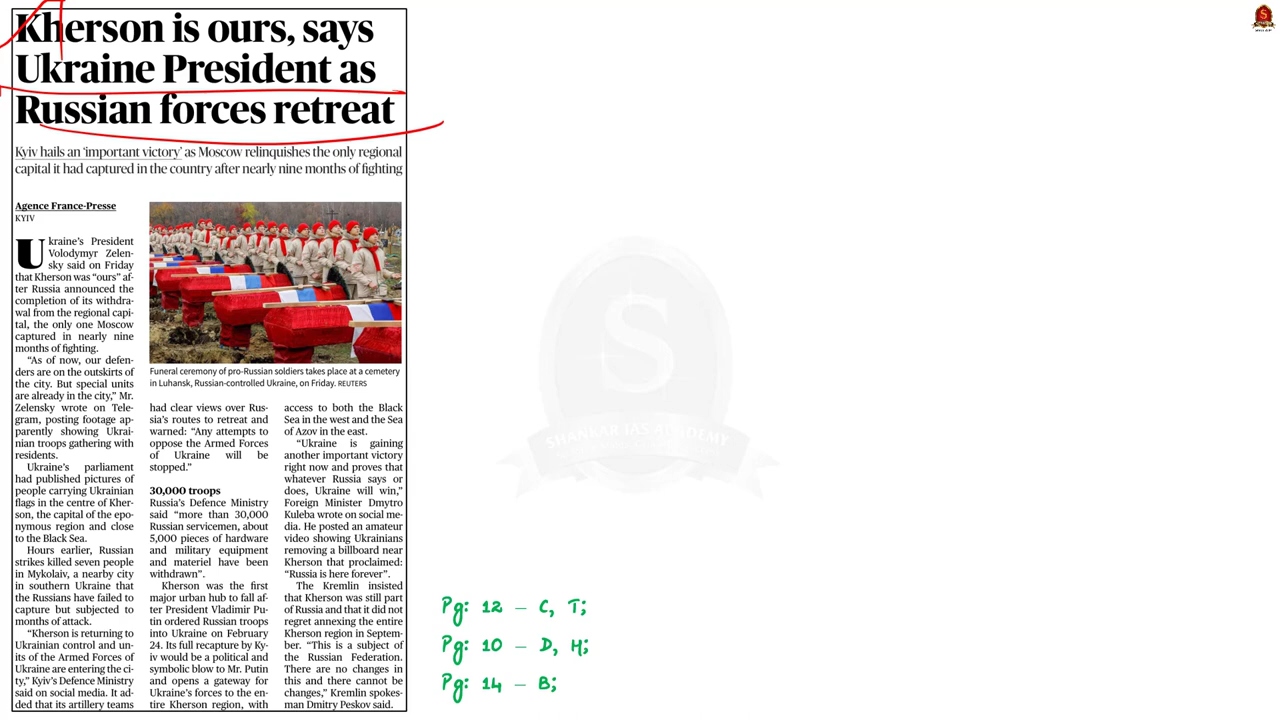 Kherson is ours, says
Ukraine President as
Russian forces retreat
Kyiv hails an ‘important victory’ as Moscow relinquishes the only regional
capital it had captured in the country after nearly nine months of fighting
Agence France-Presse
KYIV
Ukraine’s President
Volodymyr Zelen-
sky said on Friday
that Kherson was “ours” af-
ter Russia announced the
completion of its withdra-
wal from the regional capi-
tal, the only one Moscow
captured in nearly nine
months of fighting.
“As of now, our defen-
ders are on the outskirts of
the city. But special units
are already in the city,” Mr.
Zelensky wrote on Tele-
gram, posting footage ap-
parently showing Ukrai-
nian troops gathering with
residents.
Ukraine’s parliament
had published pictures of
people carrying Ukrainian
flags in the centre of Kher-
son, the capital of the epo-
nymous region and close
to the Black Sea.
Hours earlier, Russian
strikes killed seven people
in Mykolaiv, a nearby city
in southern Ukraine that
the Russians have failed to
capture but subjected to
months of attack.
“Kherson is returning to
Ukrainian control and un-
its of the Armed Forces of
Ukraine are entering the ci-
ty,” Kyiv’s Defence Ministry
said on social media. It ad-
ded that its artillery teams
Funeral ceremony of pro-Russian soldiers takes place at a cemetery
in Luhansk, Russian-controlled Ukraine, on Friday. REUTERS
had clear views over Rus-
sia’s routes to retreat and
warned: “Any attempts to
oppose the Armed Forces
of Ukraine will be
stopped.”
30,000 troops
Russia’s Defence Ministry
said “more than 30,000
Russian servicemen, about
5,000 pieces of hardware
and military equipment
and materiel have been
withdrawn”.
Kherson was the first
major urban hub to fall af-
ter President Vladimir Pu-
tin ordered Russian troops
into Ukraine on February
24. Its full recapture by Ky-
iv would be a political and
symbolic blow to Mr. Putin
and opens a gateway for
Ukraine’s forces to the en-
tire Kherson region, with
access to both the Black
Sea in the west and the Sea
of Azov in the east.
“Ukraine is gaining
another important victory
right now and proves that
whatever Russia says or
does, Ukraine will win,”
Foreign Minister Dmytro
Kuleba wrote on social me-
dia. He posted an amateur
video showing Ukrainians
removing a billboard near
Kherson that proclaimed:
“Russia is here forever”.
The Kremlin insisted
that Kherson was still part
of Russia and that it did not
regret annexing the entire
Kherson region in Septem-
ber. “This is a subject of
the Russian Federation.
There are no changes in
this and there cannot be
changes,” Kremlin spokes-
man Dmitry Peskov said.
Pg: 12 – C, T;
Pg: 10 – D, H;
Pg: 14 – B;
S
SHANKAR IAS ACADEMY
S